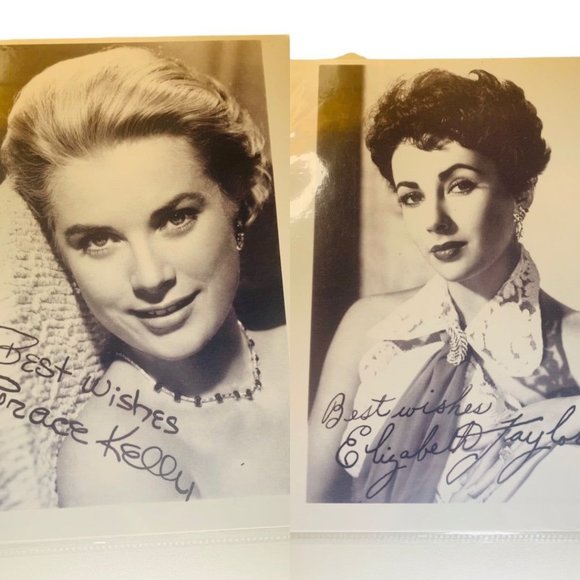 Best Wishes
Grace Kelly
Best wishes
Elizabeth Taylor